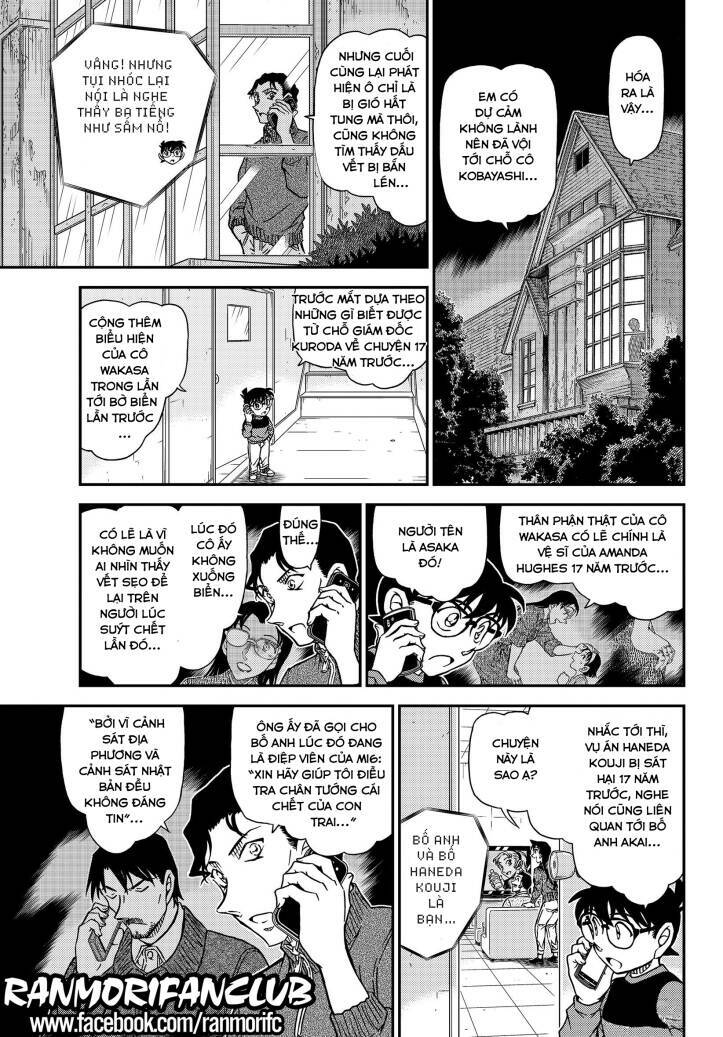 HÓA
RA LÀ
VẬY...
EM CÓ
DỰ CẢM
KHÔNG LÀNH
NÊN ĐÃ VỘI
TỚI CHỖ CÔ
KOBAYASHI...
NHƯNG CUỐI
CÙNG LẠI PHÁT
HIỆN Ở CHỈ LÀ
BỊ GIÓ HẤT
TUNG MÃ THÔI,
CŨNG KHÔNG
TÌM THẤY DẤU
VẾT BỊ BẮN
LÉN...
VÂNG! NHƯNG
TỤI NHÓC LẠI
NÓI LÀ NGHE
THẤY BA TIẾNG
NHƯ SẤM NỔ!
TRƯỚC MẮT DỰA THEO
NHỮNG GÌ BIẾT ĐƯỢC
TỪ CHỖ GIÁM ĐỐC
KURODA VỀ CHUYỆN 17
NĂM TRƯỚC...
CỘNG THÊM
BIỂU HIỆN
CỦA CÔ
WAKASA
TRONG LẦN
TỚI BỜ BIỂN
LẦN TRƯỚC
...
THÂN PHẬN THẬT CỦA CÔ
WAKASA CÓ LẼ CHÍNH LÀ
VỆ SĨ CỦA AMANDA
HUGHES 17 NĂM TRƯỚC...
NGƯỜI TÊN
LÀ ASAKA
ĐÓ!
ĐÚNG
THẾ...
LÚC ĐÓ
CÔ ẤY
KHÔNG
XUỐNG
BIỂN...
CÓ LẼ LÀ VÌ
KHÔNG MUỐN
AI NHÌN THẤY
VẾT SẸO ĐỂ
LẠI TRÊN
NGƯỜI LÚC
SUÝT CHẾT
LẦN ĐÓ...
NHẮC TỚI THÌ,
VỤ ÁN HANEDA
KOUJI BỊ SÁT
HẠI 17 NĂM
TRƯỚC, NGHE
NÓI CŨNG LIÊN
QUAN TỚI BỐ
ANH AKAI...
CHUYỆN
NÀY LÀ
SAO Ạ?
BỐ ANH
VÀ BỐ
HANEDA
KOUJI
LÀ
BẠN...
ÔNG ẤY ĐÃ GỌI CHO
BỐ ANH LÚC ĐÓ ĐANG
LÀ ĐIỆP VIÊN CỦA MI6:
"XIN HÃY GIÚP TÔI ĐIỀU
TRA CHÂN TƯỚNG CÁI
CHẾT CỦA CON
TRAI..."
"BỞI VÌ CẢNH
SÁT ĐỊA
PHƯƠNG VÀ
CẢNH SÁT NHẬT
BẢN ĐỀU
KHÔNG ĐÁNG
TIN"...
RANMORIFANCLUB
www.facebook.com/ranmorifc